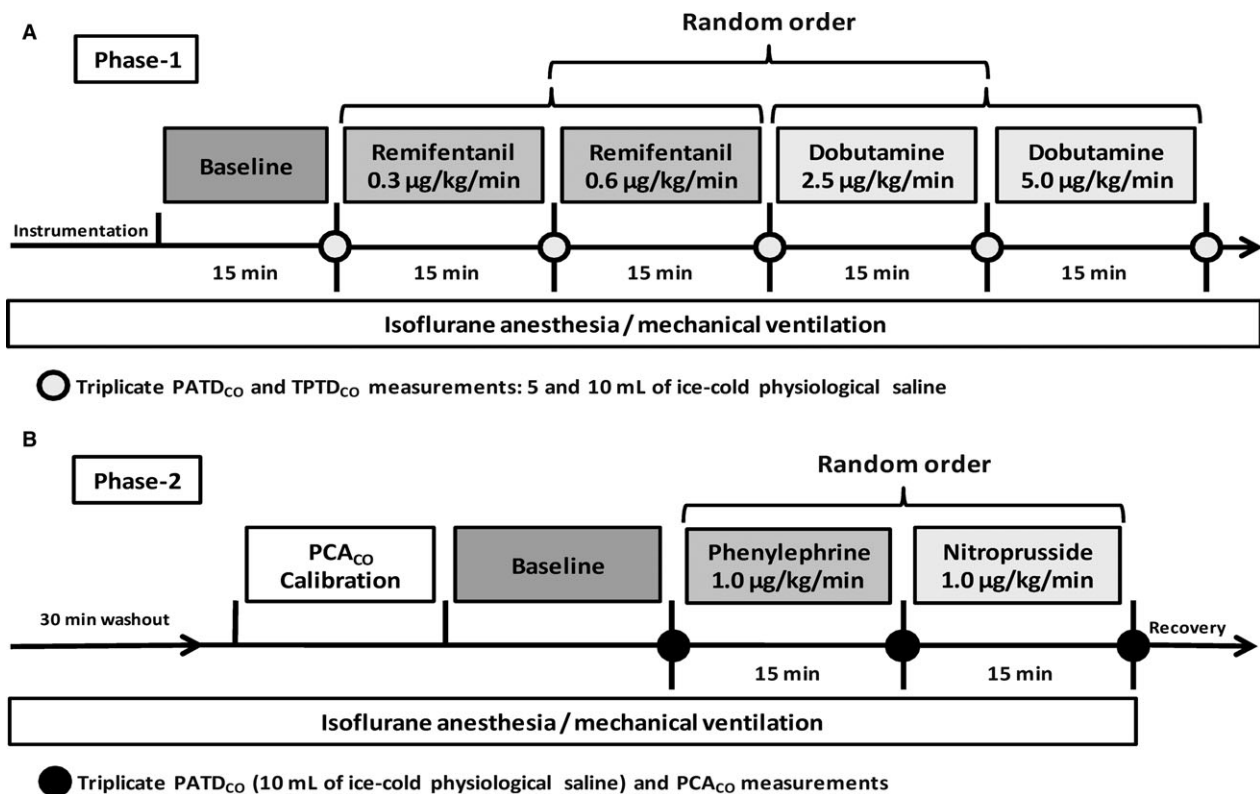 A
Phase-1
Random order
Baseline
Remifentanil
0.3 µg/kg/min
Remifentanil
0.6 µg/kg/min
Dobutamine
2.5 µg/kg/min
Dobutamine
5.0 µg/kg/min
Instrumentation
15 min
15 min
15 min
15 min
15 min
Isoflurane anesthesia / mechanical ventilation
Triplicate PATDCO and TPTDCO measurements: 5 and 10 mL of ice-cold physiological saline
B
Phase-2
Random order
PCACO
Calibration
Baseline
Phenylephrine
1.0 µg/kg/min
Nitroprusside
1.0 µg/kg/min
30 min washout
Recovery
15 min
15 min
Isoflurane anesthesia / mechanical ventilation
Triplicate PATDCO (10 mL of ice-cold physiological saline) and PCACO measurements